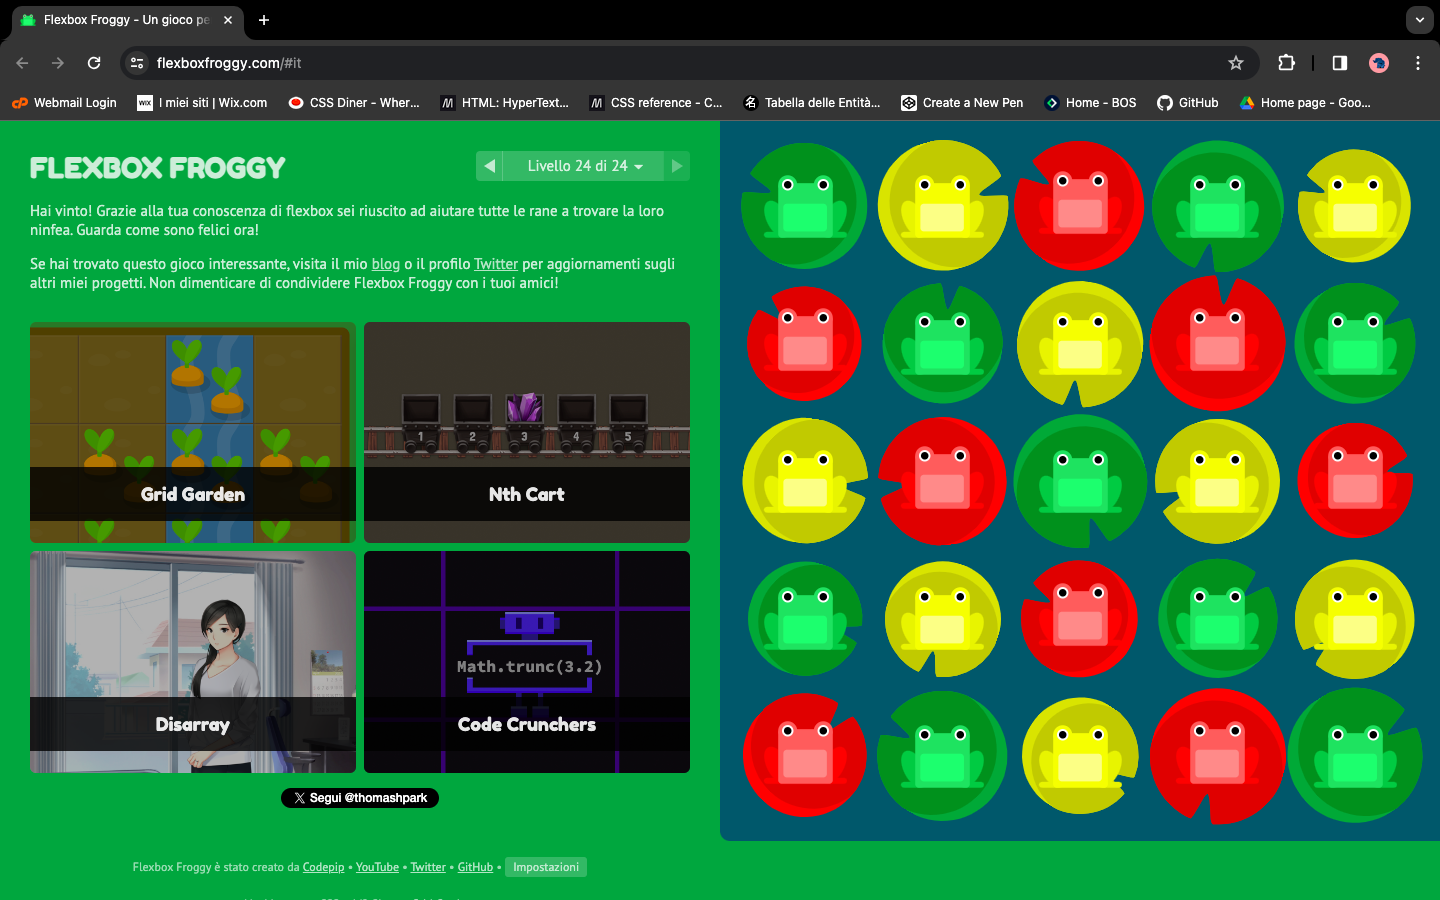 Flexbox Froggy - Un gioco pe
flexboxfroggy.com/#it
Webmail Login
WIX
I miei siti | Wix.com
CSS Diner - Wher...
HTML: HyperText...
CSS reference - C...
Tabella delle Entità...
Create a New Pen
Home - BOS
GitHub
Home page - Goo...
FLEXBOX FROGGY
Livello 24 di 24
Hai vinto! Grazie alla tua conoscenza di flexbox sei riuscito ad aiutare tutte le rane a trovare la loro
ninfea. Guarda come sono felici ora!
Se hai trovato questo gioco interessante, visita il mio blog o il profilo Twitter per aggiornamenti sugli
altri miei progetti. Non dimenticare di condividere Flexbox Froggy con i tuoi amici!
1 2 3 4 5
Grid Garden
Nth Cart
Math.trunc(3.2)
Disarray
Code Crunchers
Segui @thomashpark
Flexbox Froggy è stato creato da Codepip • YouTube • Twitter • GitHub • Impostazioni